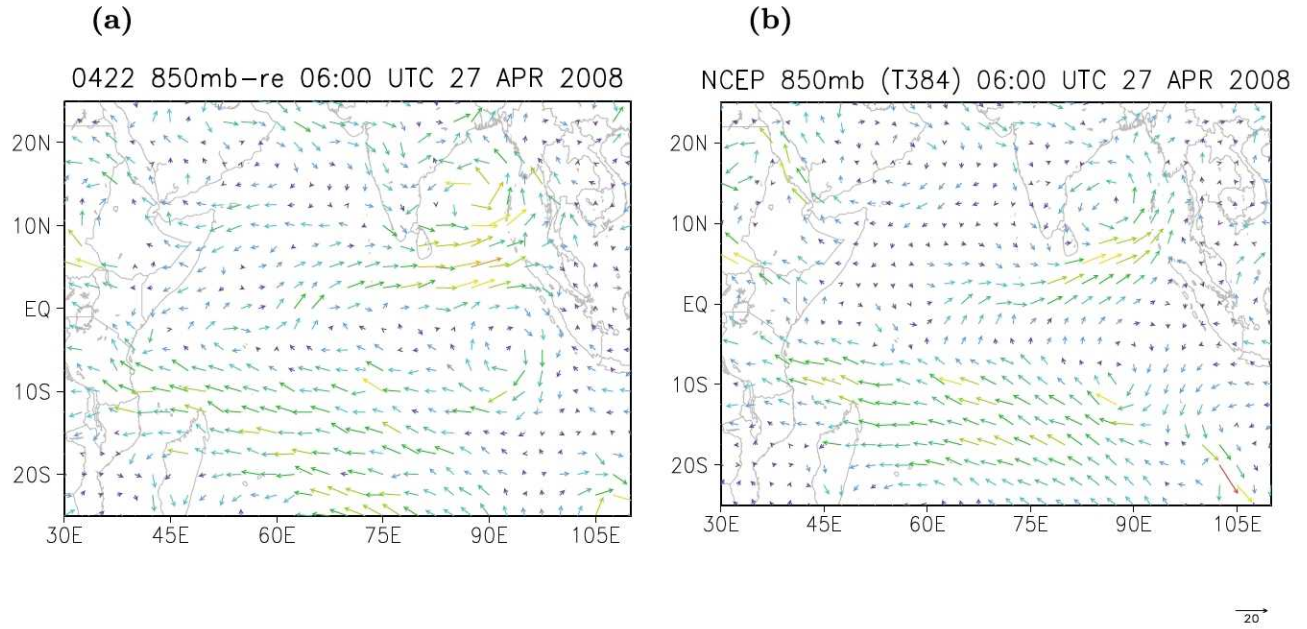 (a)
(b)
0422 850mb-re 06:00 UTC 27 APR 2008
NCEP 850mb (T384) 06:00 UTC 27 APR 2008
20N
10N
EQ
10S
20S
30E 45E 60E 75E 90E 105E
20N
10N
EQ
10S
20S
30E 45E 60E 75E 90E 105E
20